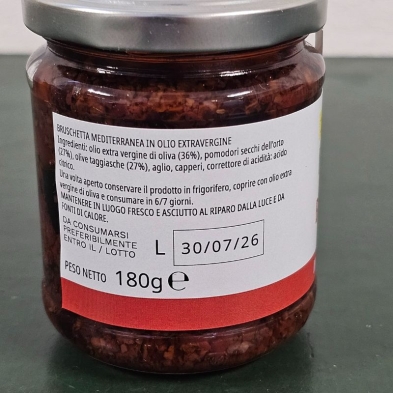 BRUSCHETTA MEDITERRANEA IN OLIO EXTRAVERGINE
Ingredienti: olio extra vergine di oliva (36%), pomodori secchi dell'orto
(27%), olive taggiasche (27%), aglio, capperi, correttore di acidità: acido
citrico.
Una volta aperto conservare il prodotto in frigorifero, coprire con olio extra
vergine di oliva e consumare in 6/7 giorni.
MANTENERE IN LUOGO FRESCO E ASCIUTTO AL RIPARO DALLA LUCE E DA
FONTI DI CALORE.
DA CONSUMARSI
PREFERIBILMENTE
ENTRO IL / LOTTO
L 30/07/26
PESO NETTO 180g ℮